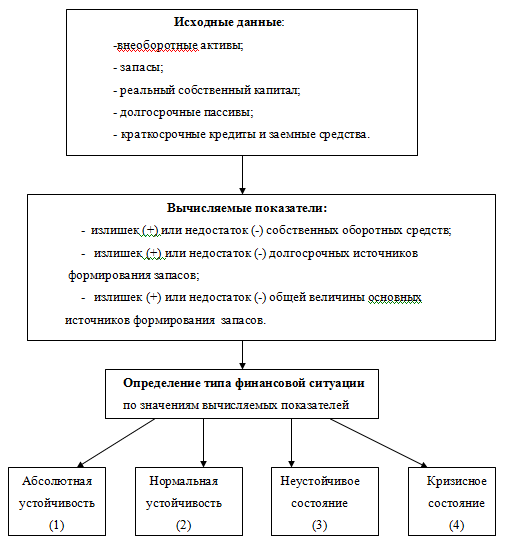 Исходные данные:
-внеоборотные активы;
- запасы;
- реальный собственный капитал;
- долгосрочные пассивы;
- краткосрочные кредиты и заемные средства.
Вычисляемые показатели:
- излишек (+) или недостаток (-) собственных оборотных средств;
- излишек (+) или недостаток (-) долгосрочных источников
формирования запасов;
- излишек (+) или недостаток (-) общей величины основных
источников формирования запасов.
Определение типа финансовой ситуации
по значениям вычисляемых показателей
Абсолютная
устойчивость
(1)
Нормальная
устойчивость
(2)
Неустойчивое
состояние
(3)
Кризисное
состояние
(4)